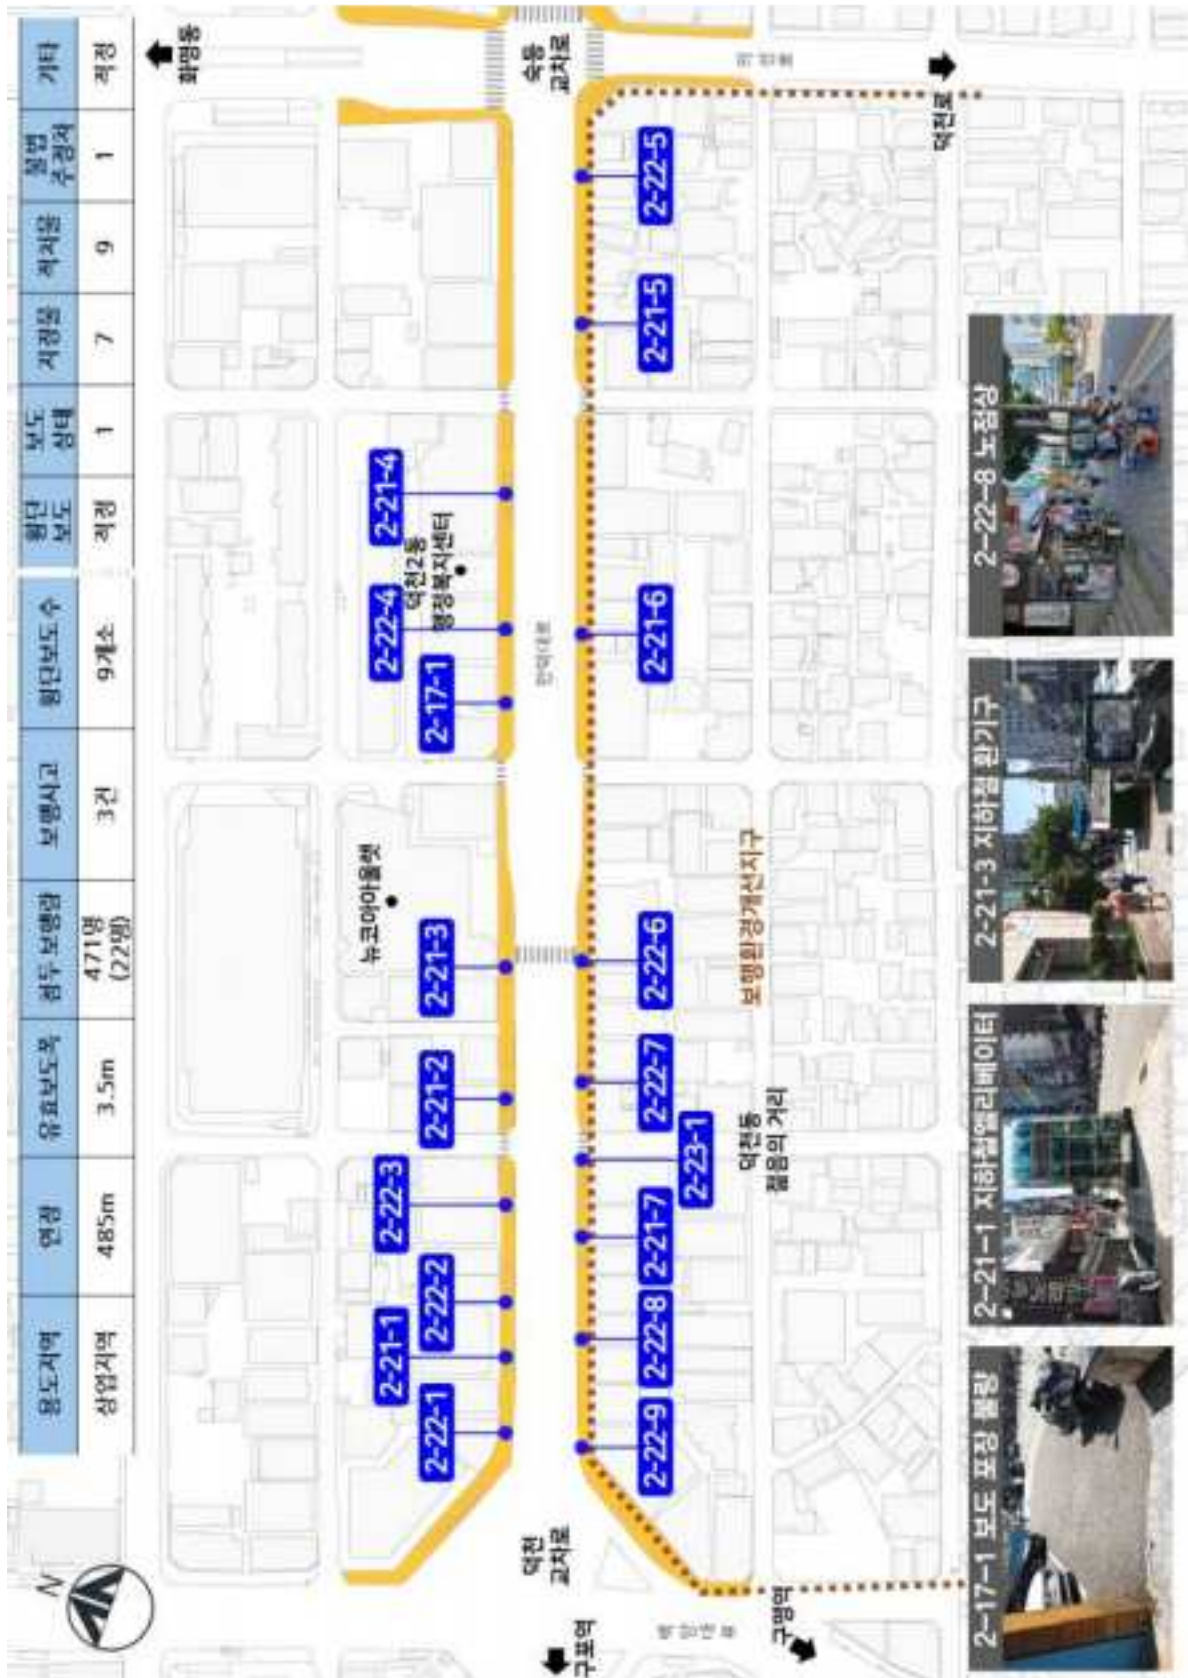 용도지역 연장 유효보도폭 첨두 보행량 보행사고 횡단보도 수 횡단보도 보도상태 지장물 적치물 불법주정차 기타
상업지역 485m 3.5m 471명(22명) 3건 9개소 적정 1 7 9 1 적정
N
화명동
숙등
교차로
덕천로
2-22-1
2-21-1
2-22-2
2-22-3
2-21-2
2-21-3
뉴코아아울렛
2-17-1
2-22-4
덕천2동
행정복지센터
2-21-4
만덕대로
덕천
교차로
구포역
구명역
2-22-9
2-22-8
2-21-7
2-23-1
2-22-7
2-22-6
2-21-6
2-21-5
2-22-5
덕천동
젊음의 거리
보행환경개선지구
2-17-1 보도 포장 불량
2-21-1 지하철엘리베이터
2-21-3 지하철 환기구
2-22-8 노점상